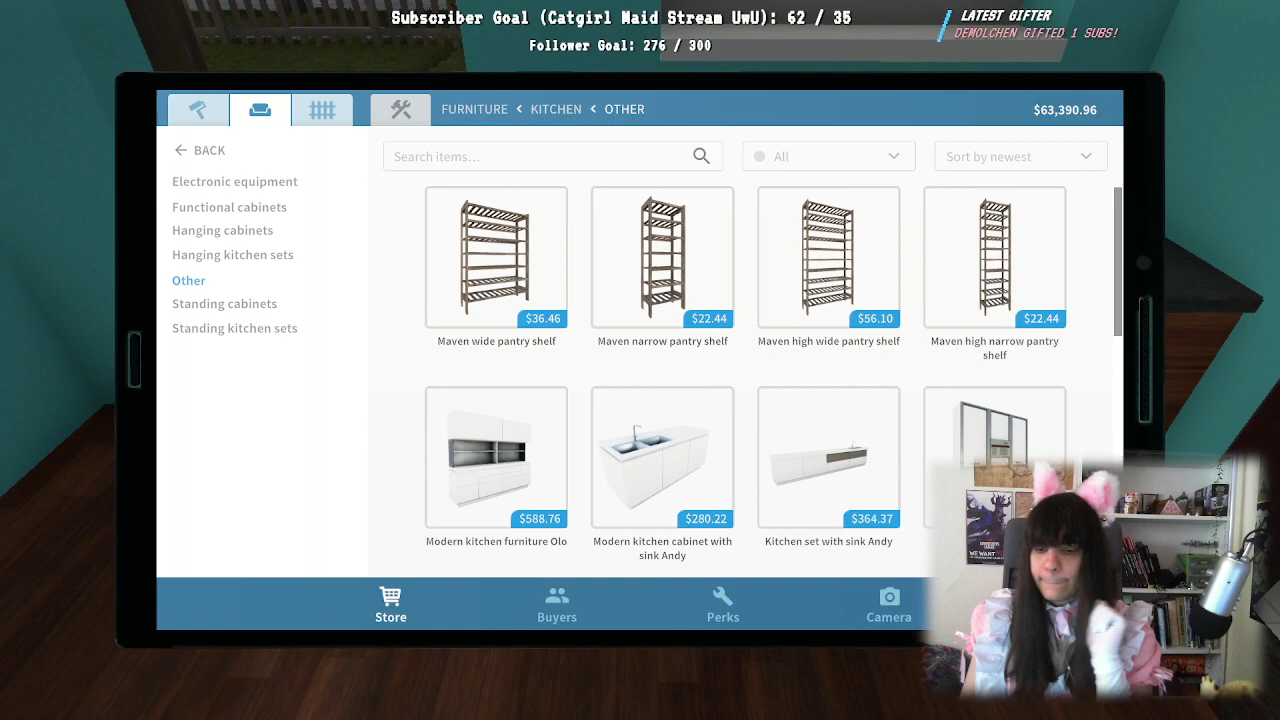 Subscriber Goal (Catgirl Maid Stream UwU): 62 / 35
Follower Goal: 276 / 300
LATEST GIFTER
DEMOLCHEN GIFTED 1 SUBS!
FURNITURE < KITCHEN < OTHER
$63,390.96
BACK
Search items...
All
Sort by newest
Electronic equipment
Functional cabinets
Hanging cabinets
Hanging kitchen sets
Other
Standing cabinets
Standing kitchen sets
$36.46
$22.44
$56.10
$22.44
Maven wide pantry shelf
Maven narrow pantry shelf
Maven high wide pantry shelf
Maven high narrow pantry
shelf
$588.76
$280.22
$364.37
Modern kitchen furniture Olo
Modern kitchen cabinet with
sink Andy
Kitchen set with sink Andy
Store
Buyers
Perks
Camera
WE WANT